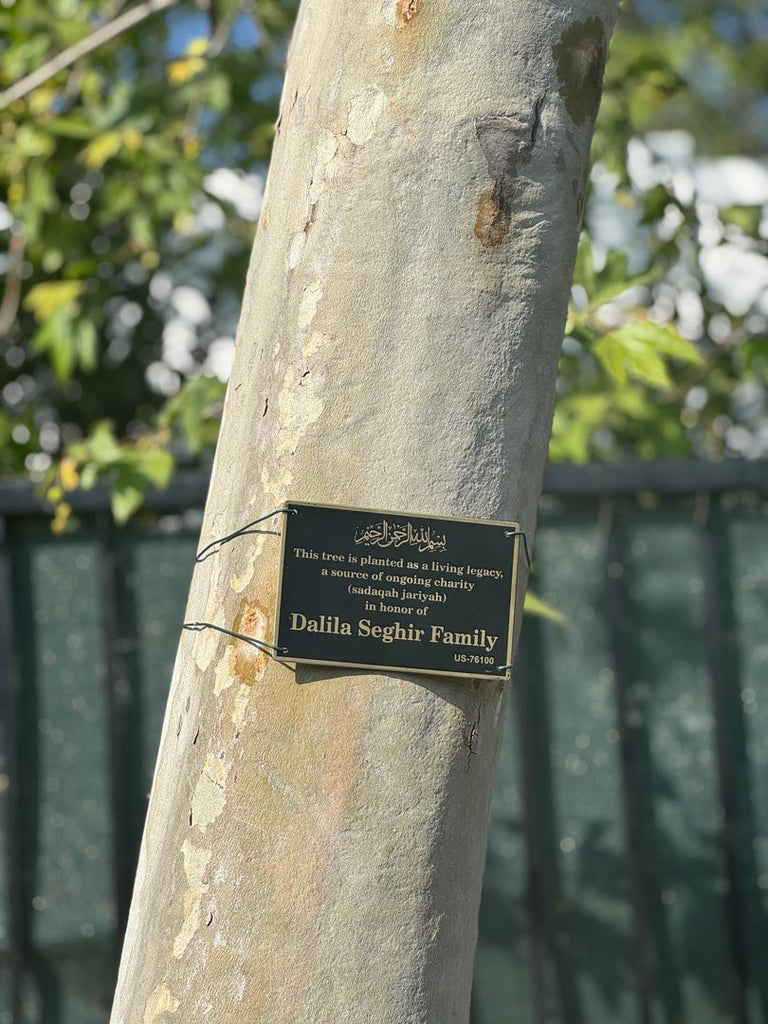 بسم الله الرحمن الرحيم
This tree is planted as a living legacy,
a source of ongoing charity
(sadaqah jariyah)
in honor of
Dalila Seghir Family
US-76100